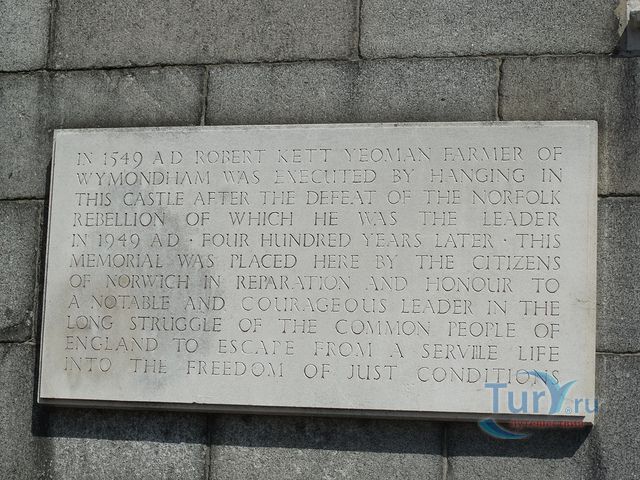 IN 1549 AD ROBERT KETT YEOMAN FARMER OF
WYMONDHAM WAS EXECUTED BY HANGING IN
THIS CASTLE AFTER THE DEFEAT OF THE NORFOLK
REBELLION OF WHICH HE WAS THE LEADER
IN 1949 AD · FOUR HUNDRED YEARS LATER · THIS
MEMORIAL WAS PLACED HERE BY THE CITIZENS
OF NORWICH IN REPARATION AND HONOUR TO
A NOTABLE AND COURAGEOUS LEADER IN THE
LONG STRUGGLE OF THE COMMON PEOPLE OF
ENGLAND TO ESCAPE FROM A SERVILE LIFE
INTO THE FREEDOM OF JUST CONDITIONS
Tury.ru